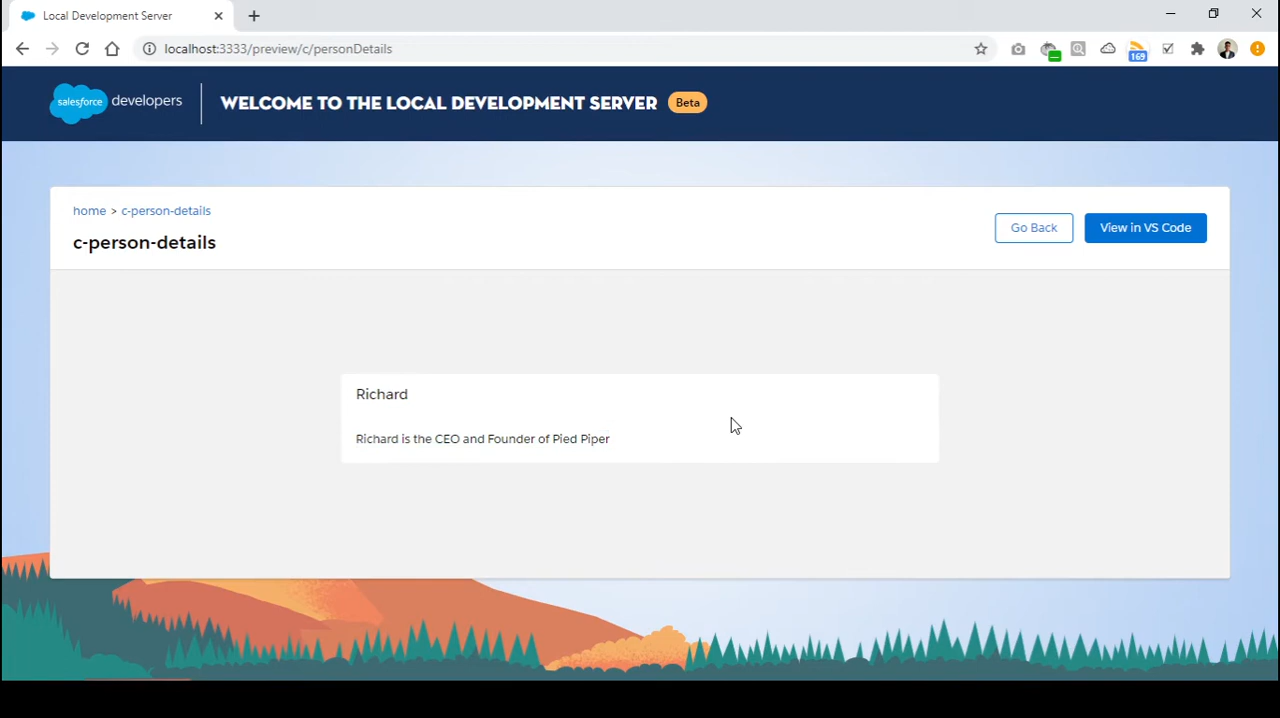 Local Development Server
localhost:3333/preview/c/personDetails
169
salesforce developers
WELCOME TO THE LOCAL DEVELOPMENT SERVER Beta
home > c-person-details
c-person-details
Go Back
View in VS Code
Richard
Richard is the CEO and Founder of Pied Piper